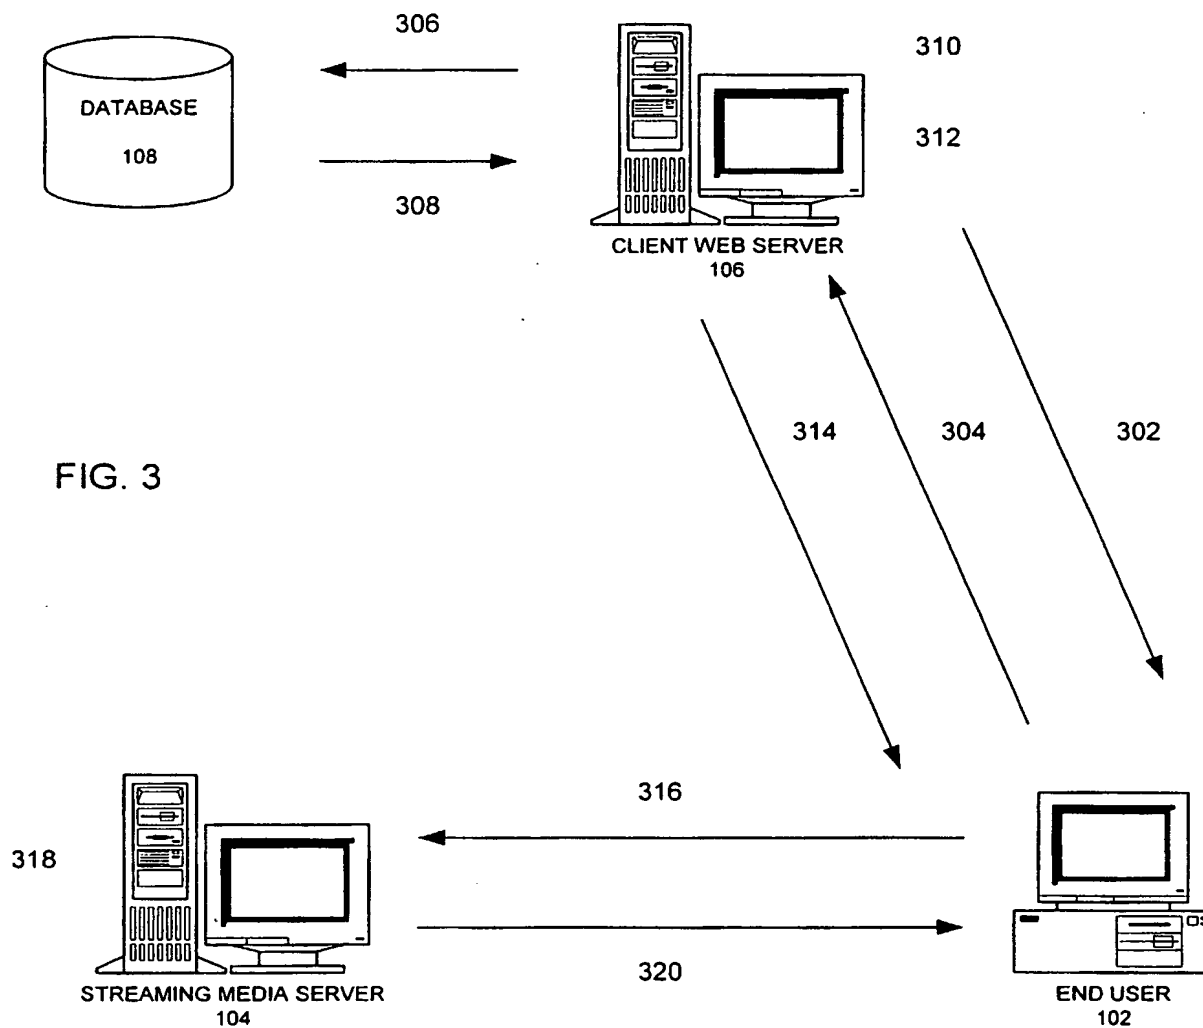 306
310
DATABASE
108
312
308
CLIENT WEB SERVER
106
314
304
302
FIG. 3
316
318
320
STREAMING MEDIA SERVER
104
END USER
102